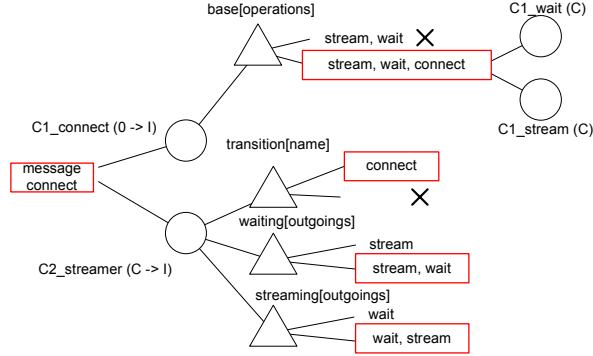 base[operations]
C1_wait (C)
stream, wait
stream, wait, connect
C1_stream (C)
C1_connect (0 -> I)
transition[name]
message
connect
connect
waiting[outgoings]
stream
C2_streamer (C -> I)
stream, wait
streaming[outgoings]
wait
wait, stream